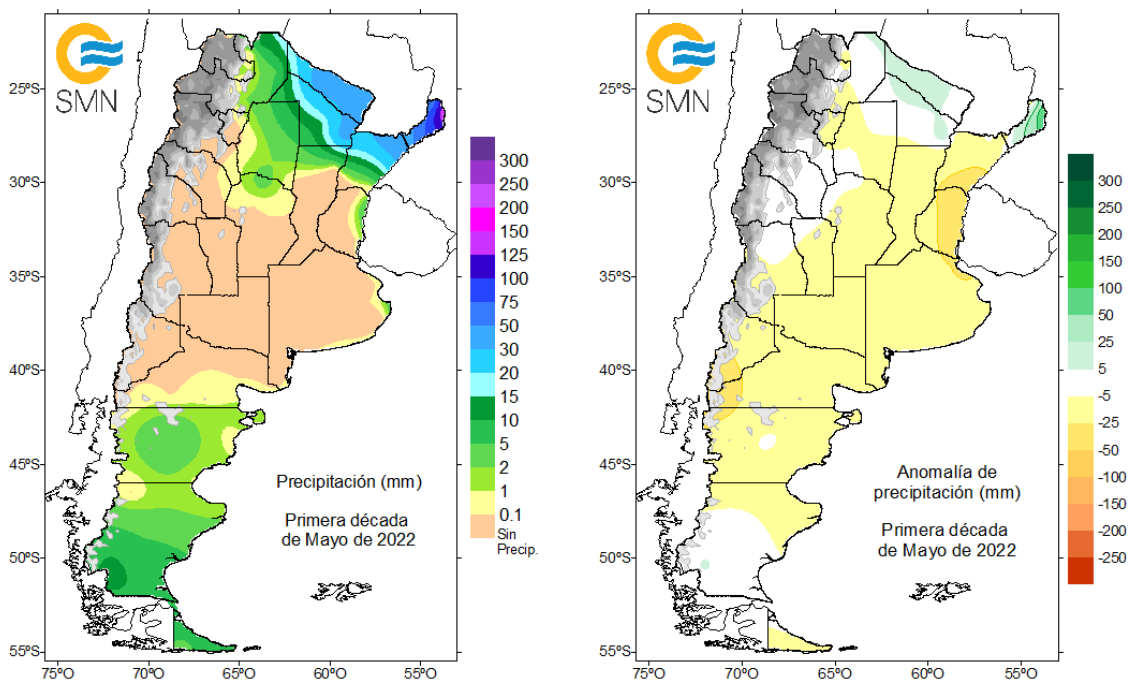 SMN
25ºS
30ºS
35ºS
40ºS
45ºS
50ºS
55ºS
75ºO
70ºO
65ºO
60ºO
55ºO
300
250
200
150
125
100
75
50
30
20
15
10
5
2
1
0.1
Sin
Precip.
Precipitación (mm)
Primera década
de Mayo de 2022
SMN
25ºS
30ºS
35ºS
40ºS
45ºS
50ºS
55ºS
75ºO
70ºO
65ºO
60ºO
55ºO
300
250
200
150
100
50
25
5
-5
-25
-50
-100
-150
-200
-250
Anomalía de
precipitación (mm)
Primera década
de Mayo de 2022